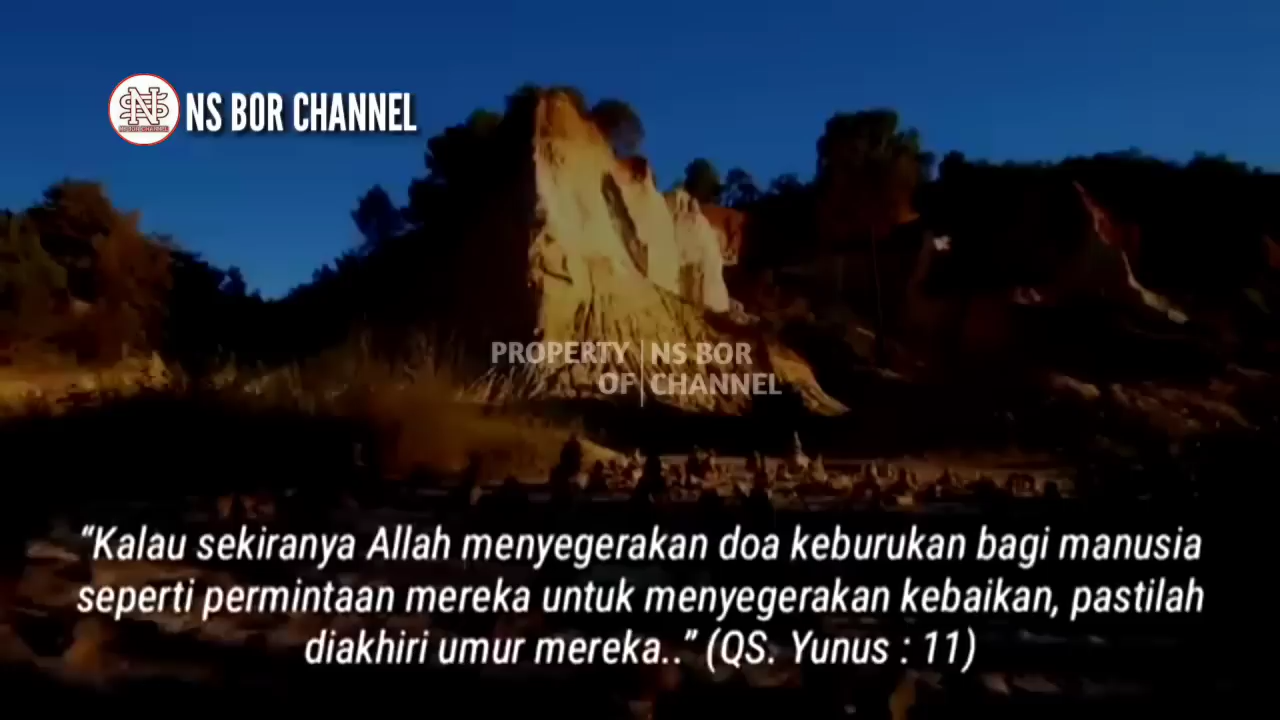 NS BOR CHANNEL
PROPERTY OF NS BOR CHANNEL
“Kalau sekiranya Allah menyegerakan doa keburukan bagi manusia
seperti permintaan mereka untuk menyegerakan kebaikan, pastilah
diakhiri umur mereka..” (QS. Yunus : 11)